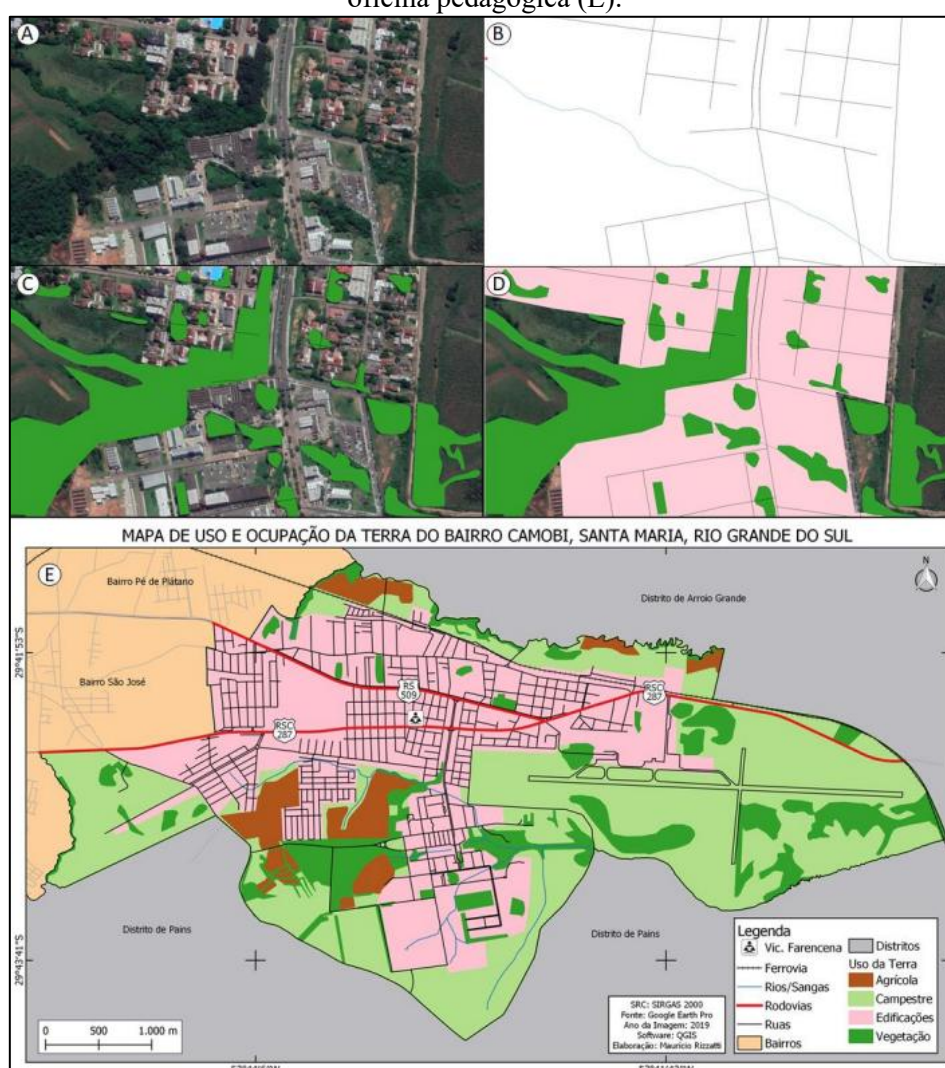 oficina pedagógica (E).
A
B
C
D
MAPA DE USO E OCUPAÇÃO DA TERRA DO BAIRRO CAMOBI, SANTA MARIA, RIO GRANDE DO SUL
E
Bairro Pé de Plátano
Distrito de Arroio Grande
N
29°41'53"S
Bairro São José
RS
509
RSC
287
RSC
287
Distrito de Pains
Distrito de Pains
29°43'41"S
Legenda
Vic. Farencena
Ferrovia
Rios/Sangas
Rodovias
Ruas
Bairros
Distritos
Uso da Terra
Agrícola
Campestre
Edificações
Vegetação
SRC: SIRGAS 2000
Fonte: Google Earth Pro
Ano da Imagem: 2019
Software: QGIS
Elaboração: Maurício Rizzatti
0 500 1.000 m